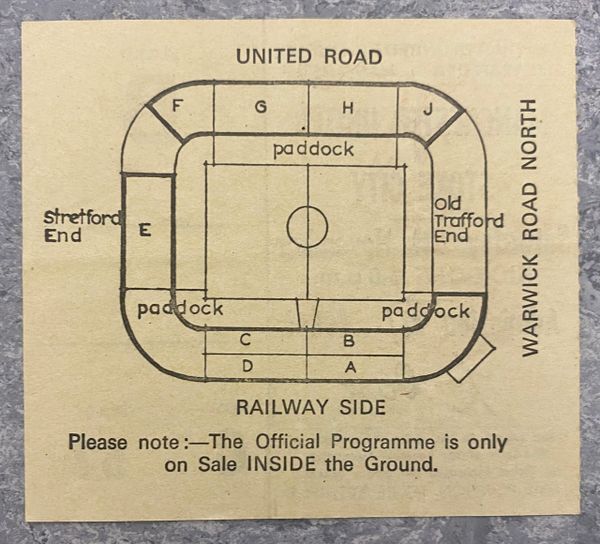 UNITED ROAD
F
G
H
J
paddock
WARWICK ROAD NORTH
Stretford
End
E
Old
Trafford
End
paddock
paddock
C
B
D
A
RAILWAY SIDE
Please note:—The Official Programme is only
on Sale INSIDE the Ground.